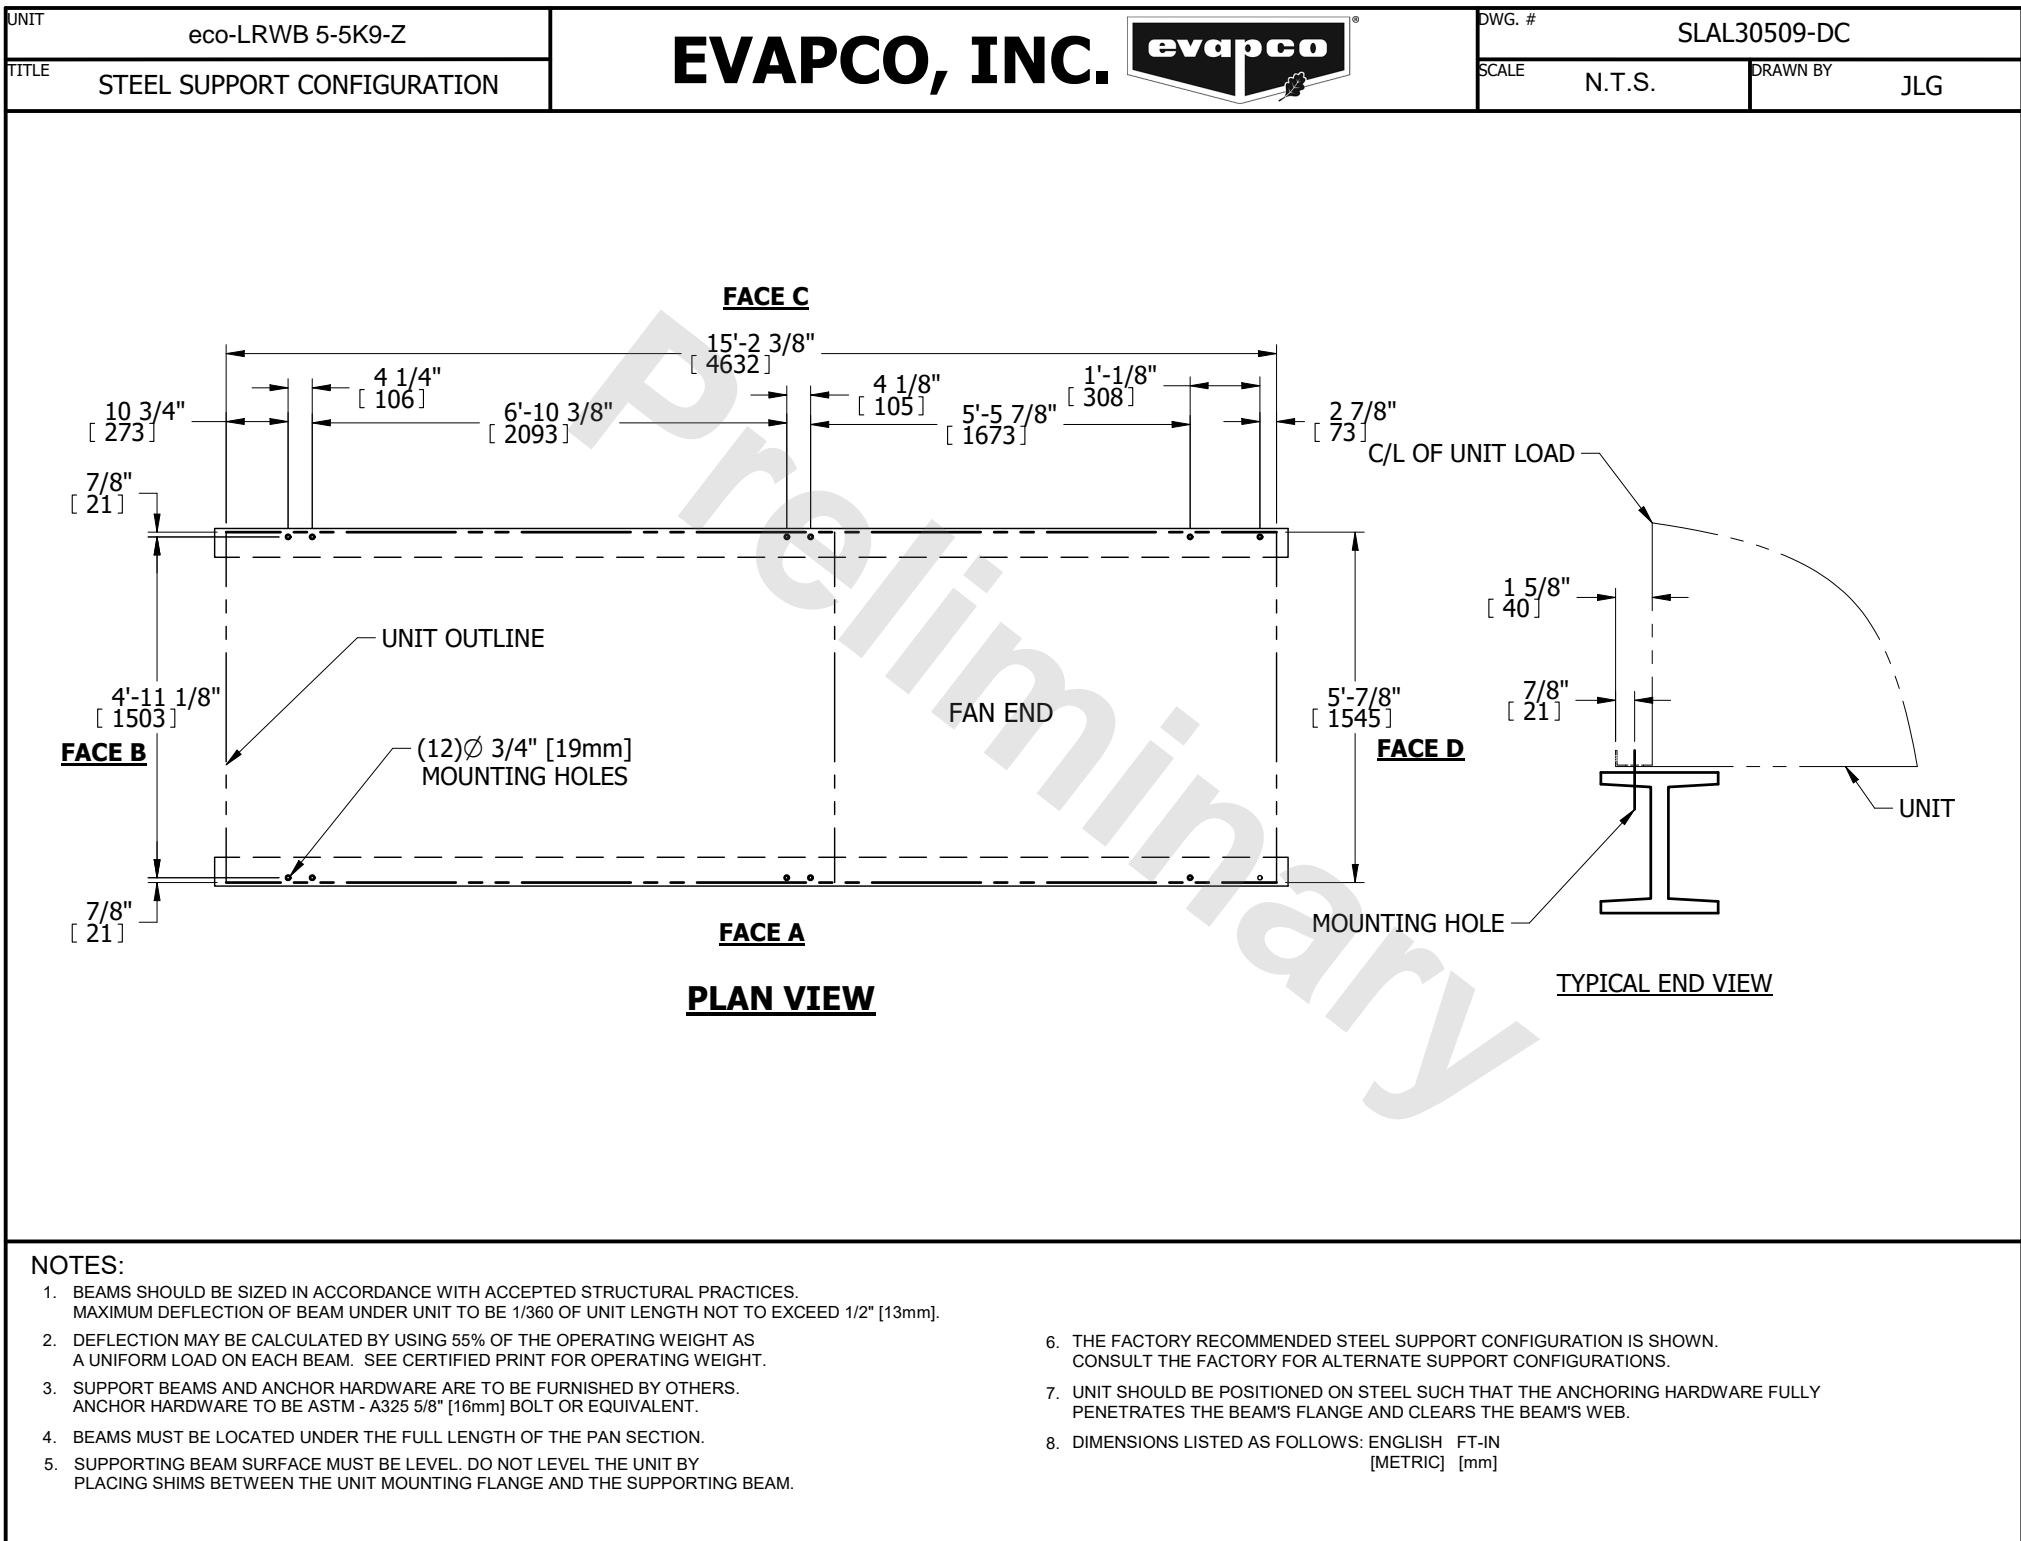 UNIT
eco-LRWB 5-5K9-Z
TITLE
STEEL SUPPORT CONFIGURATION
EVAPCO, INC.
evapco
®
DWG. #
SLAL30509-DC
SCALE
N.T.S.
DRAWN BY
JLG
FACE C
15'-2 3/8"
[ 4632 ]
10 3/4"
[ 273 ]
4 1/4"
[ 106 ]
6'-10 3/8"
[ 2093 ]
4 1/8"
[ 105 ]
5'-5 7/8"
[ 1673 ]
1'-1/8"
[ 308 ]
2 7/8"
[ 73 ]
7/8"
[ 21 ]
C/L OF UNIT LOAD
UNIT OUTLINE
4'-11 1/8"
[ 1503 ]
FACE B
(12)∅ 3/4" [19mm]
MOUNTING HOLES
FAN END
5'-7/8"
[ 1545 ]
FACE D
1 5/8"
[ 40 ]
7/8"
[ 21 ]
UNIT
MOUNTING HOLE
TYPICAL END VIEW
7/8"
[ 21 ]
FACE A
PLAN VIEW
Preliminary
NOTES:
1. BEAMS SHOULD BE SIZED IN ACCORDANCE WITH ACCEPTED STRUCTURAL PRACTICES.
MAXIMUM DEFLECTION OF BEAM UNDER UNIT TO BE 1/360 OF UNIT LENGTH NOT TO EXCEED 1/2" [13mm].
2. DEFLECTION MAY BE CALCULATED BY USING 55% OF THE OPERATING WEIGHT AS
A UNIFORM LOAD ON EACH BEAM. SEE CERTIFIED PRINT FOR OPERATING WEIGHT.
3. SUPPORT BEAMS AND ANCHOR HARDWARE ARE TO BE FURNISHED BY OTHERS.
ANCHOR HARDWARE TO BE ASTM - A325 5/8" [16mm] BOLT OR EQUIVALENT.
4. BEAMS MUST BE LOCATED UNDER THE FULL LENGTH OF THE PAN SECTION.
5. SUPPORTING BEAM SURFACE MUST BE LEVEL. DO NOT LEVEL THE UNIT BY
PLACING SHIMS BETWEEN THE UNIT MOUNTING FLANGE AND THE SUPPORTING BEAM.
6. THE FACTORY RECOMMENDED STEEL SUPPORT CONFIGURATION IS SHOWN.
CONSULT THE FACTORY FOR ALTERNATE SUPPORT CONFIGURATIONS.
7. UNIT SHOULD BE POSITIONED ON STEEL SUCH THAT THE ANCHORING HARDWARE FULLY
PENETRATES THE BEAM'S FLANGE AND CLEARS THE BEAM'S WEB.
8. DIMENSIONS LISTED AS FOLLOWS: ENGLISH FT-IN
[METRIC] [mm]